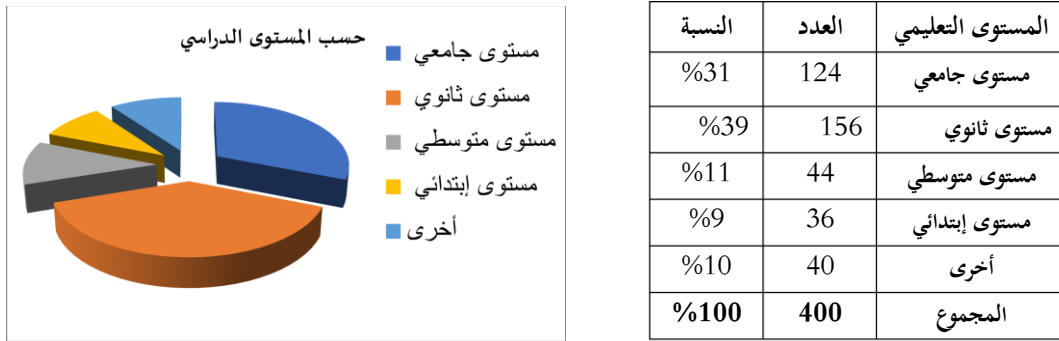 حسب المستوى الدراسي
مستوى جامعي
مستوى ثانوي
مستوى متوسطي
مستوى إبتدائي
أخرى
المستوى التعليمي العدد النسبة
مستوى جامعي 124 %31
مستوى ثانوي 156 %39
مستوى متوسطي 44 %11
مستوى إبتدائي 36 %9
أخرى 40 %10
المجموع 400 %100